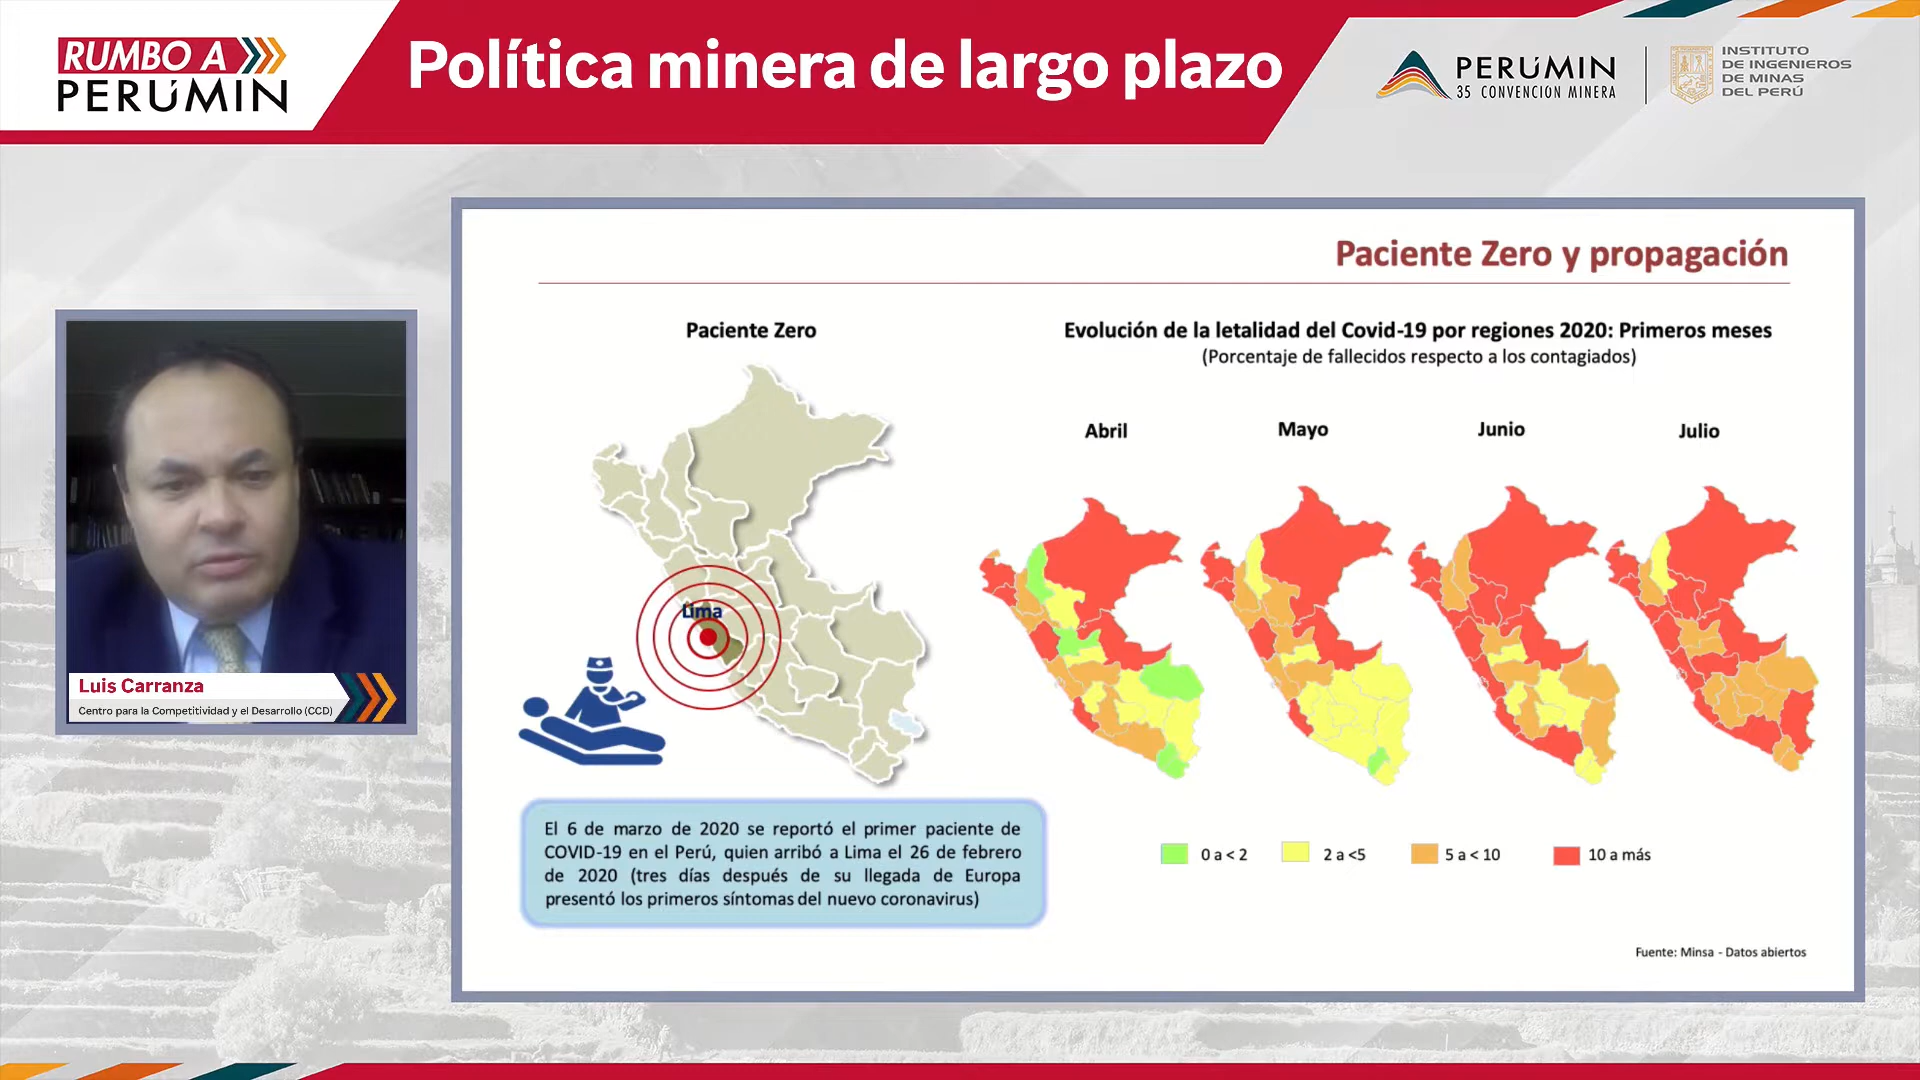 RUMBO A
PERÚMIN
Política minera de largo plazo
PERÚMIN
35 CONVENCIÓN MINERA
INSTITUTO
DE INGENIEROS
DE MINAS
DEL PERÚ
Paciente Zero y propagación
Paciente Zero
Lima
El 6 de marzo de 2020 se reportó el primer paciente de
COVID-19 en el Perú, quien arribó a Lima el 26 de febrero
de 2020 (tres días después de su llegada de Europa
presentó los primeros síntomas del nuevo coronavirus)
Evolución de la letalidad del Covid-19 por regiones 2020: Primeros meses
(Porcentaje de fallecidos respecto a los contagiados)
Abril
Mayo
Junio
Julio
0 a < 2
2 a <5
5 a < 10
10 a más
Fuente: Minsa - Datos abiertos
Luis Carranza
Centro para la Competitividad y el Desarrollo (CCD)